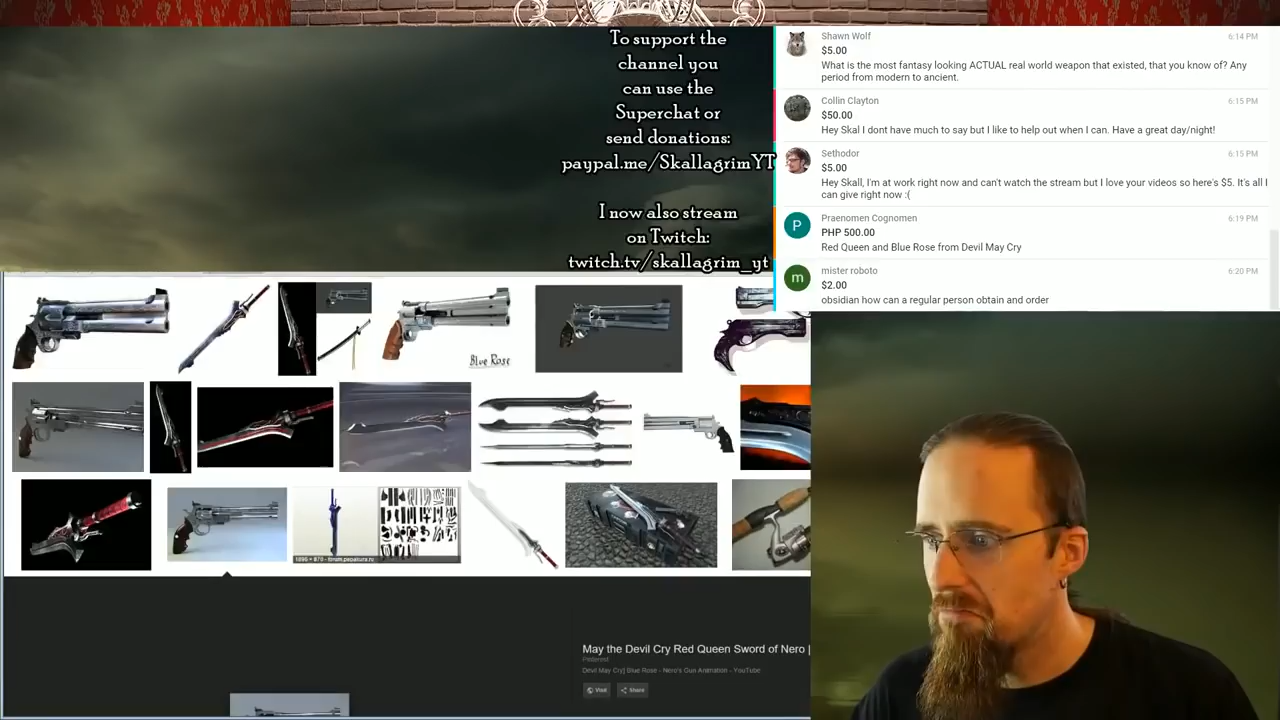 To support the
channel you
can use the
Superchat or
send donations:
paypal.me/SkallagrimYT
I now also stream
on Twitch:
twitch.tv/skallagrim_yt
Shawn Wolf
6:14 PM
$5.00
What is the most fantasy looking ACTUAL real world weapon that existed, that you know of? Any
period from modern to ancient.
Collin Clayton
6:15 PM
$50.00
Hey Skal I dont have much to say but I like to help out when I can. Have a great day/night!
Sethodor
6:15 PM
$5.00
Hey Skall, I'm at work right now and can't watch the stream but I love your videos so here's $5. It's all I
can give right now :(
P
Praenomen Cognomen
6:19 PM
PHP 500.00
Red Queen and Blue Rose from Devil May Cry
m
mister roboto
6:20 PM
$2.00
obsidian how can a regular person obtain and order
Blue Rose
May the Devil Cry Red Queen Sword of Nero |
Pinterest
Devil May Cry| Blue Rose - Nero's Gun Animation - YouTube
Visit
Share